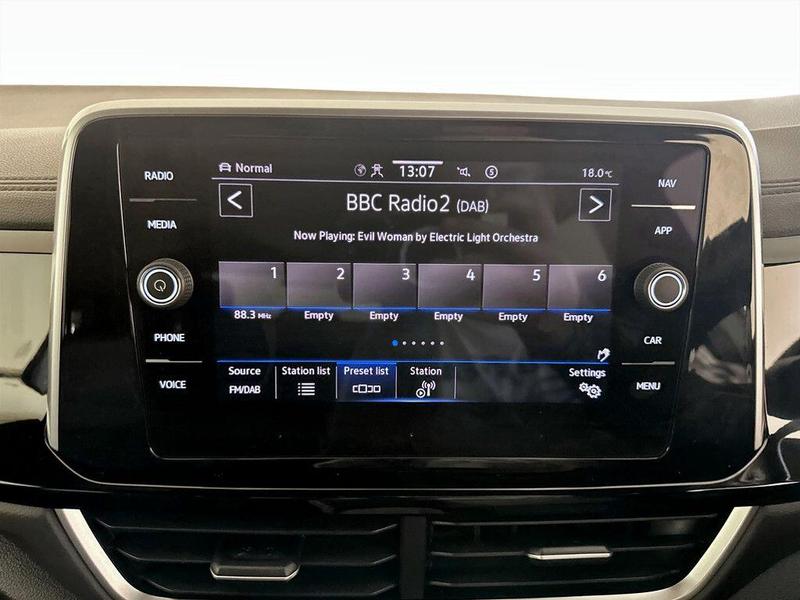 RADIO
MEDIA
PHONE
VOICE
Normal
13:07
S
18.0°C
BBC Radio2 (DAB)
Now Playing: Evil Woman by Electric Light Orchestra
1 2 3 4 5 6
88.3 MHz Empty Empty Empty Empty Empty
Source Station list Preset list Station Settings
FM/DAB
NAV
APP
CAR
MENU